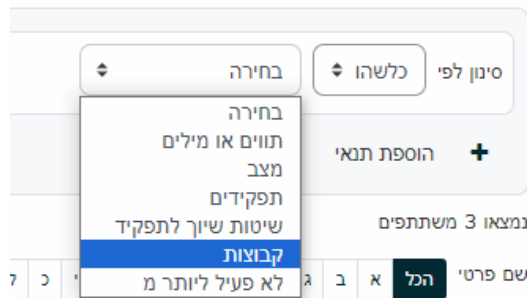 סינון לפי כלשהו בחירה
בחירה
תווים או מילים
מצב
תפקידים
שיטות שיוך לתפקיד
קבוצות
לא פעיל ליותר מ
הוספת תנאי
נמצאו 3 משתתפים
שם פרטי הכל א ב ג